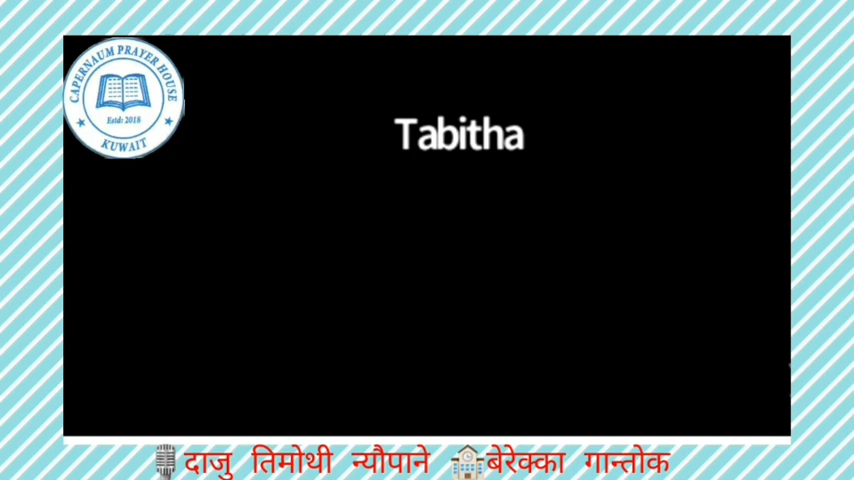 CAPERNAUM PRAYER HOUSE
Estd: 2018
KUWAIT
Tabitha
दाजु तिमोथी न्यौपाने बेरेक्का गान्तोक